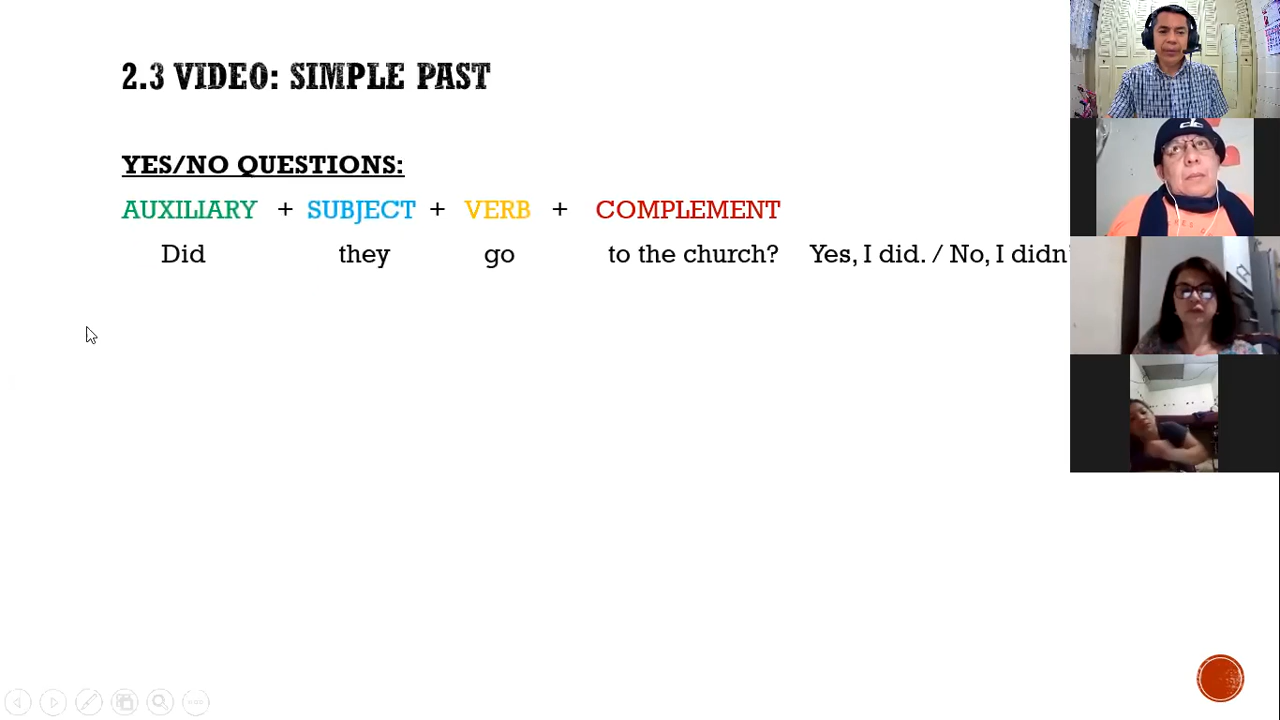 2.3 VIDEO: SIMPLE PAST
YES/NO QUESTIONS:
AUXILIARY + SUBJECT + VERB + COMPLEMENT
Did they go to the church? Yes, I did. / No, I didn'